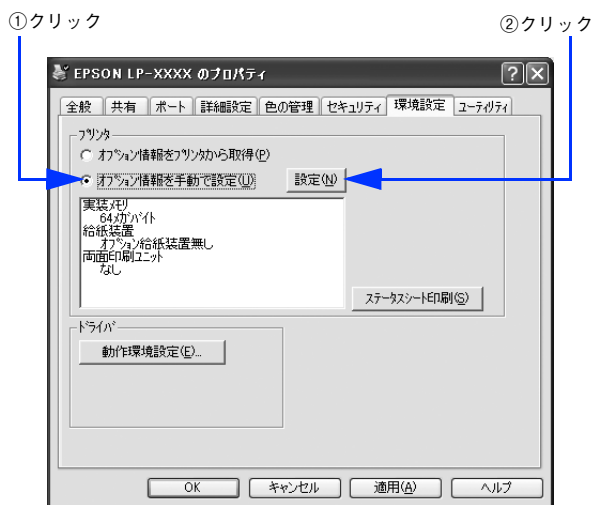 ①クリック
②クリック
EPSON LP-XXXX のプロパティ
全般 共有 ポート 詳細設定 色の管理 セキュリティ 環境設定 ユーティリティ
プリンタ
オプション情報をプリンタから取得(P)
オプション情報を手動で設定(U) 設定(N)
実装メモリ
64メガバイト
給紙装置
オプション給紙装置無し
両面印刷ユニット
なし
ステータスシート印刷(S)
ドライバ
動作環境設定(E)...
OK キャンセル 適用(A) ヘルプ